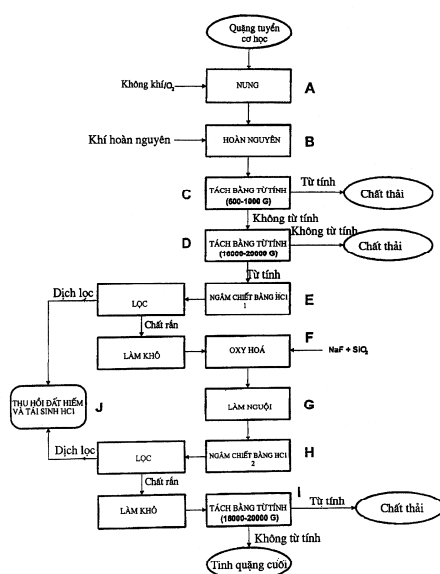 Quặng tuyển
cơ học
Không khí/O₂
NUNG
A
Khí hoàn nguyên
HOÀN NGUYÊN
B
C
TÁCH BẰNG TỪ TÍNH
(500-1000 G)
Từ tính
Chất thải
Không từ tính
Không từ tính
D
TÁCH BẰNG TỪ TÍNH
(16000-20000 G)
Chất thải
Từ tính
Dịch lọc
LỌC
NGÂM CHIẾT BẰNG HC1
1
E
Chất rắn
F
LÀM KHÔ
OXY HOÁ
NaF + SiO₂
THU HỒI ĐẤT HIẾM
VÀ TÁI SINH HC1
J
LÀM NGUỘI
G
Dịch lọc
LỌC
NGÂM CHIẾT BẰNG HC1
2
H
Chất rắn
I
LÀM KHÔ
TÁCH BẰNG TỪ TÍNH
(16000-20000 G)
Từ tính
Chất thải
Không từ tính
Tinh quặng cuối